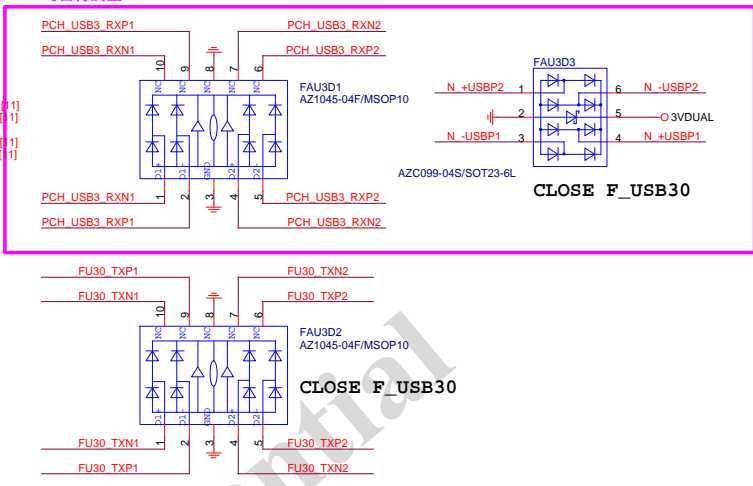 PCH_USB3_RXP1
PCH_USB3_RXN2
PCH_USB3_RXN1
PCH_USB3_RXP2
10
9
8
7
6
NC
NC
NC
NC
FAU3D1
AZ1045-04F/MSOP10
D1+
D1-
GND
D2+
D2-
1
2
3
4
5
PCH_USB3_RXN1
PCH_USB3_RXP2
PCH_USB3_RXP1
PCH_USB3_RXN2
FAU3D3
N_+USBP2
1
6
N_-USBP2
2
5
3VDUAL
N_-USBP1
3
4
N_+USBP1
AZC099-04S/SOT23-6L
CLOSE F_USB30
FU30_TXP1
FU30_TXN2
FU30_TXN1
FU30_TXP2
10
9
8
7
6
NC
NC
NC
NC
FAU3D2
AZ1045-04F/MSOP10
CLOSE F_USB30
D1+
D1-
GND
D2+
D2-
1
2
3
4
5
FU30_TXN1
FU30_TXP2
FU30_TXP1
FU30_TXN2
ential